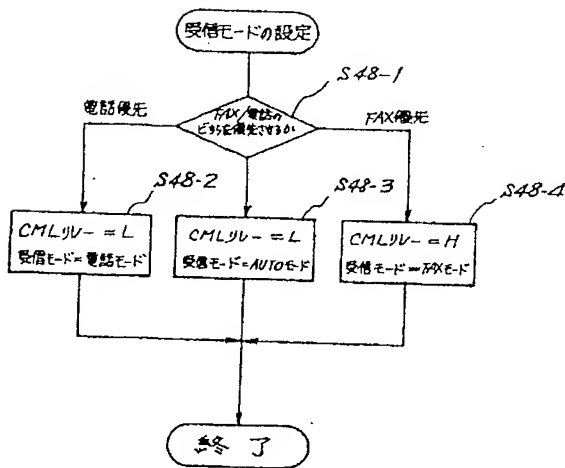 受信モードの設定
S48-1
FAX/電話の
どちらを優先させるか
電話優先
FAX優先
S48-2
S48-3
S48-4
CMLリレー=L
受信モード=電話モード
CMLリレー=L
受信モード=AUTOモード
CMLリレー=H
受信モード=FAXモード
終了